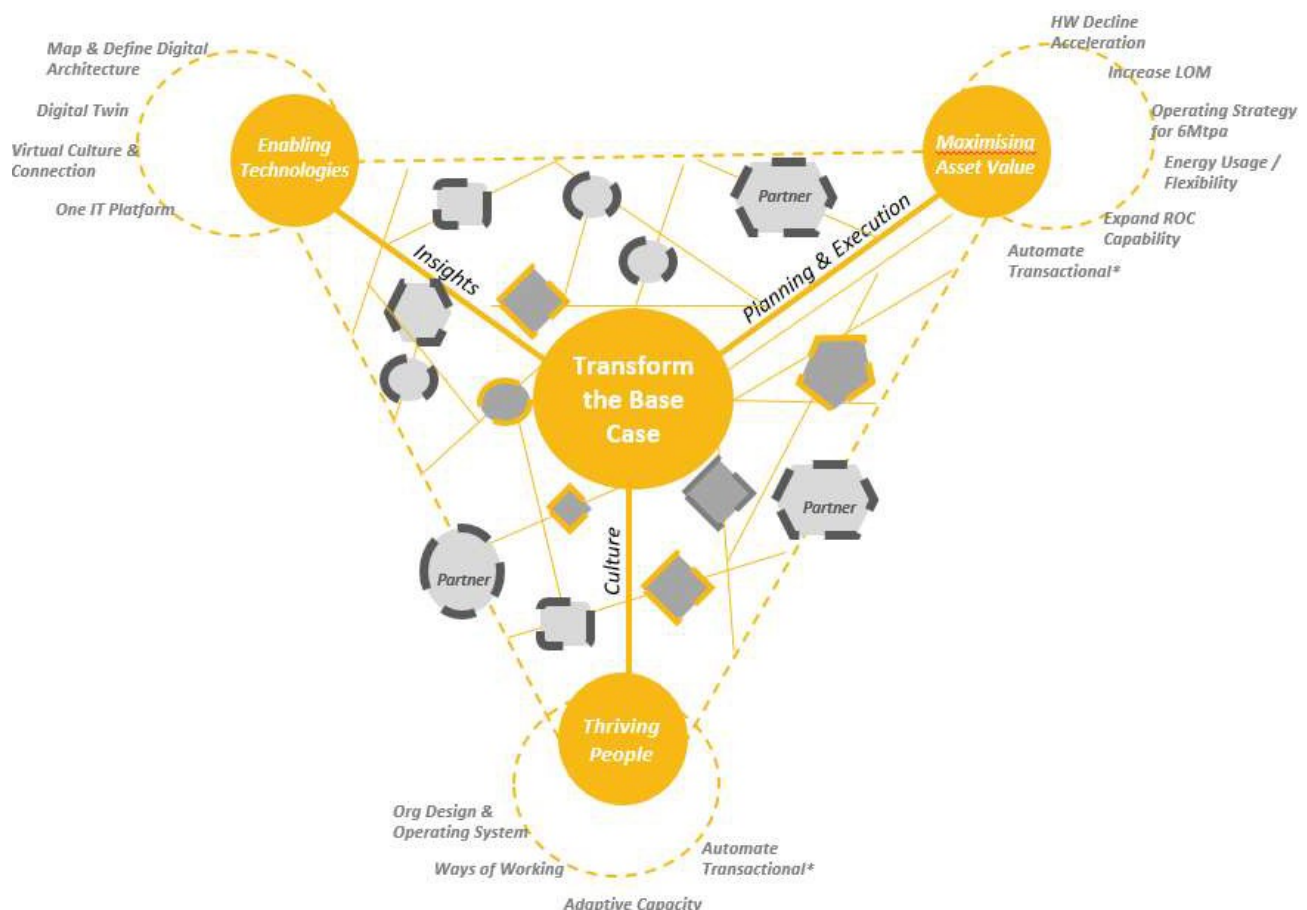 Map & Define Digital
Architecture
Digital Twin
Virtual Culture &
Connection
One IT Platform
Enabling
Technologies
HW Decline
Acceleration
Increase LOM
Operating Strategy
for 6Mtpa
Energy Usage /
Flexibility
Expand ROC
Capability
Automate
Transactional*
Maximising
Asset Value
Partner
Insights
Planning & Execution
Transform
the Base
Case
Partner
Partner
Culture
Thriving
People
Org Design &
Operating System
Ways of Working
Adaptive Capacity
Automate
Transactional*